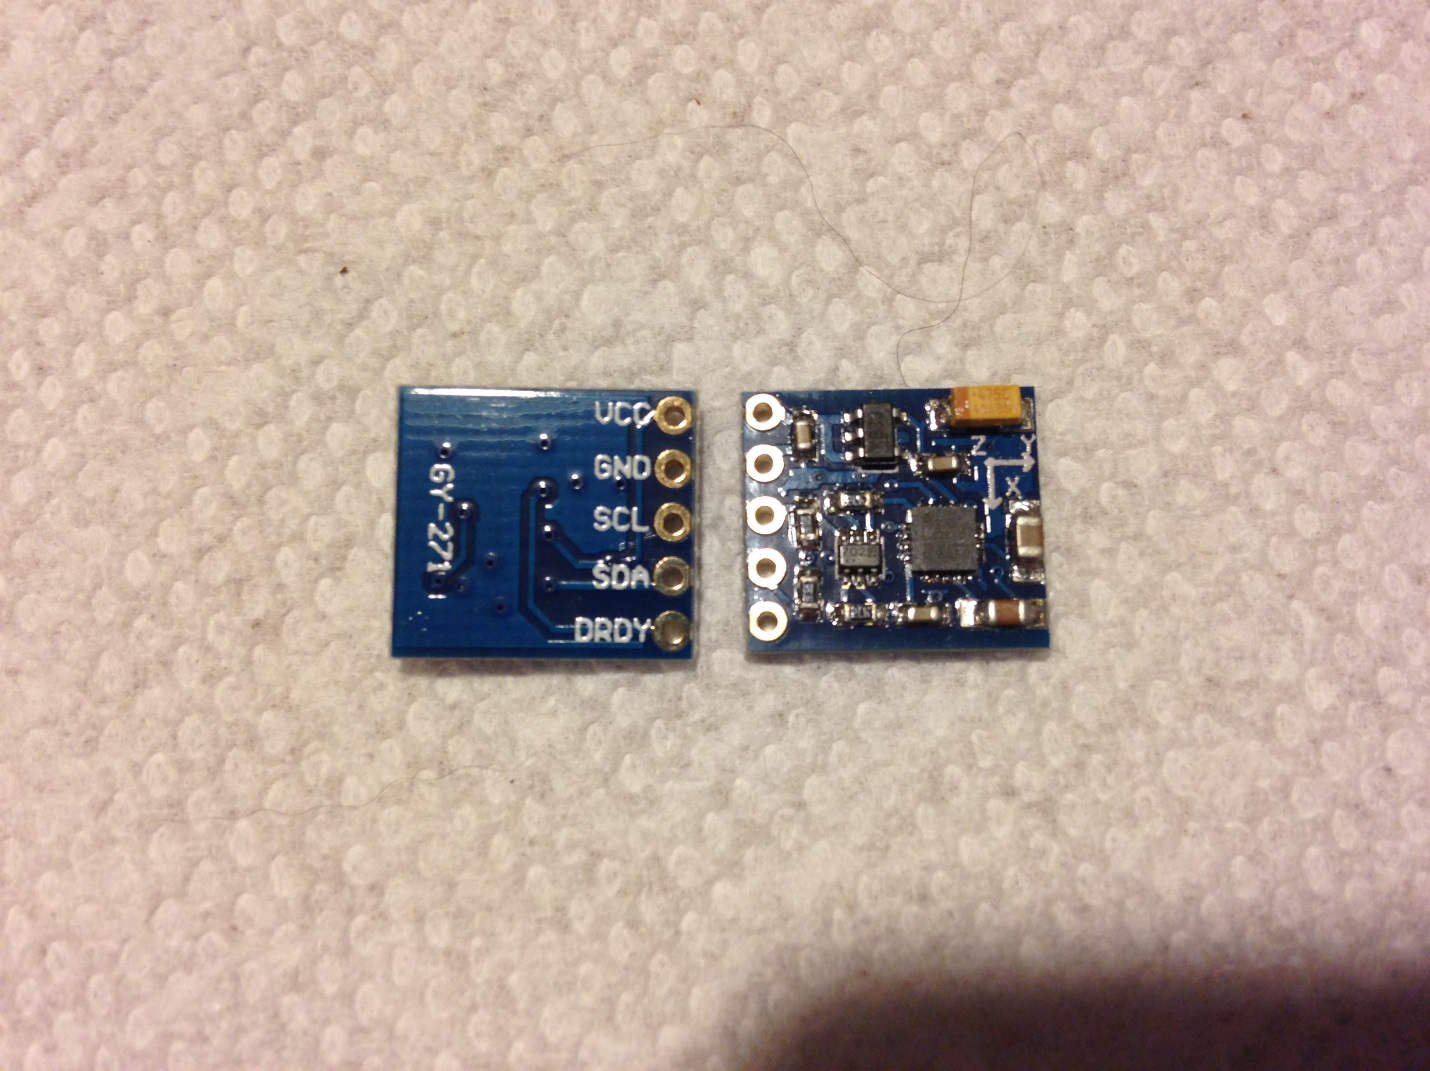 VCC
GND
SCL
SDA
DRDY
GY-271
Z
Y
X